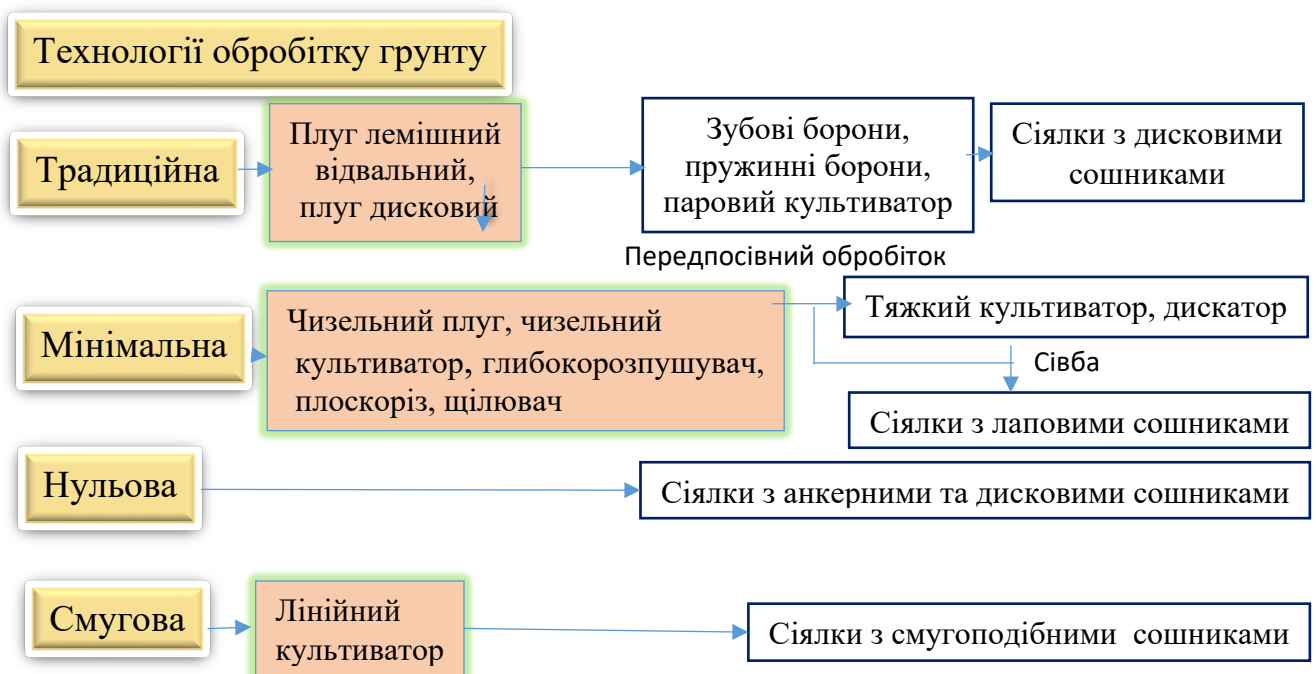 Технології обробітку грунту
Традиційна
Плуг лемішний
відвальний,
плуг дисковий
Зубові борони,
пружинні борони,
паровий культиватор
Сіялки з дисковими
сошниками
Передпосівний обробіток
Мінімальна
Чизельний плуг, чизельний
культиватор, глибокорозпушувач,
плоскоріз, щілювач
Тяжкий культиватор, дискатор
Сівба
Сіялки з лаповими сошниками
Нульова
Сіялки з анкерними та дисковими сошниками
Смугова
Лінійний
культиватор
Сіялки з смугоподібними сошниками